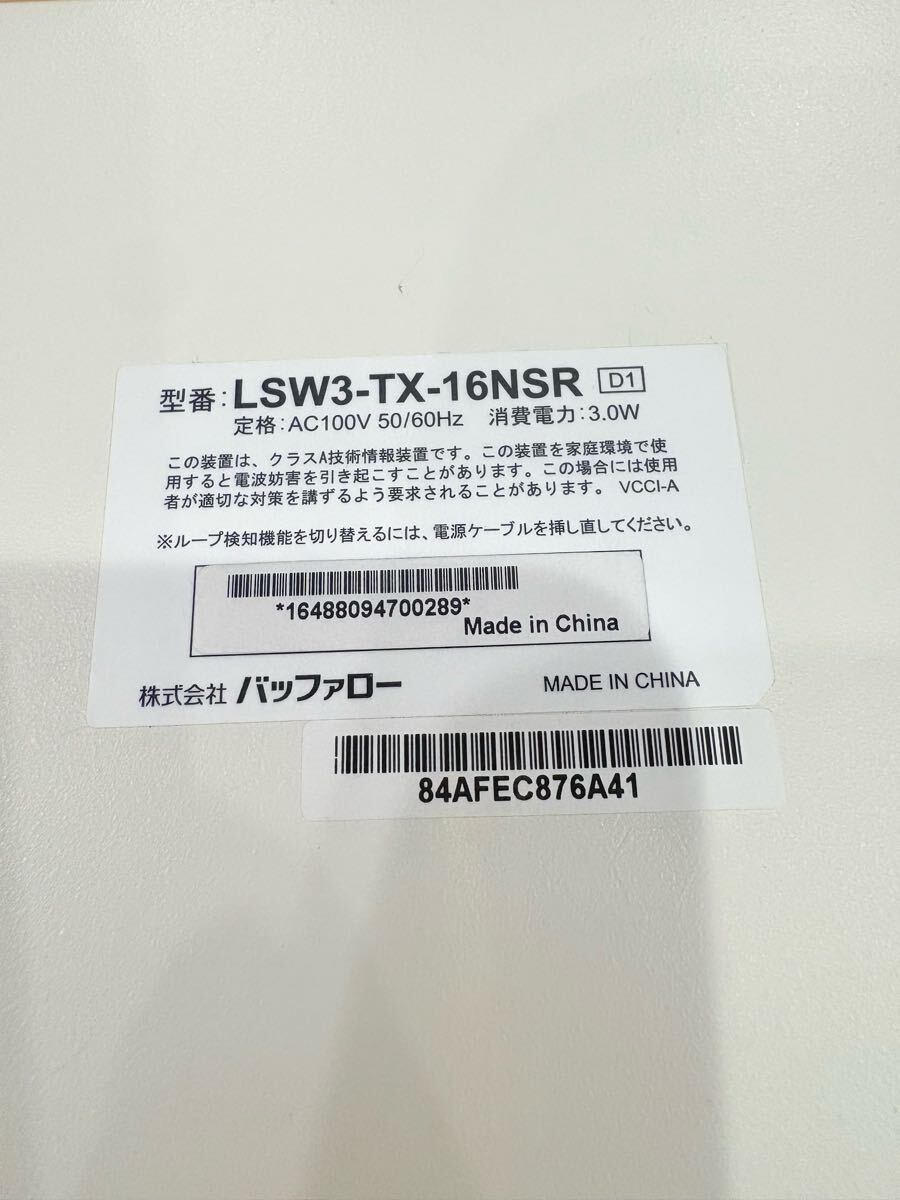 型番:LSW3-TX-16NSR D1
定格:AC100V 50/60Hz 消費電力:3.0W
この装置は、クラスA技術情報装置です。この装置を家庭環境で使
用すると電波妨害を引き起こすことがあります。この場合には使用
者が適切な対策を講ずるよう要求されることがあります。 VCCI-A
※ループ検知機能を切り替えるには、電源ケーブルを挿し直してください。
*16488094700289*
Made in China
株式会社 バッファロー MADE IN CHINA
84AFEC876A41